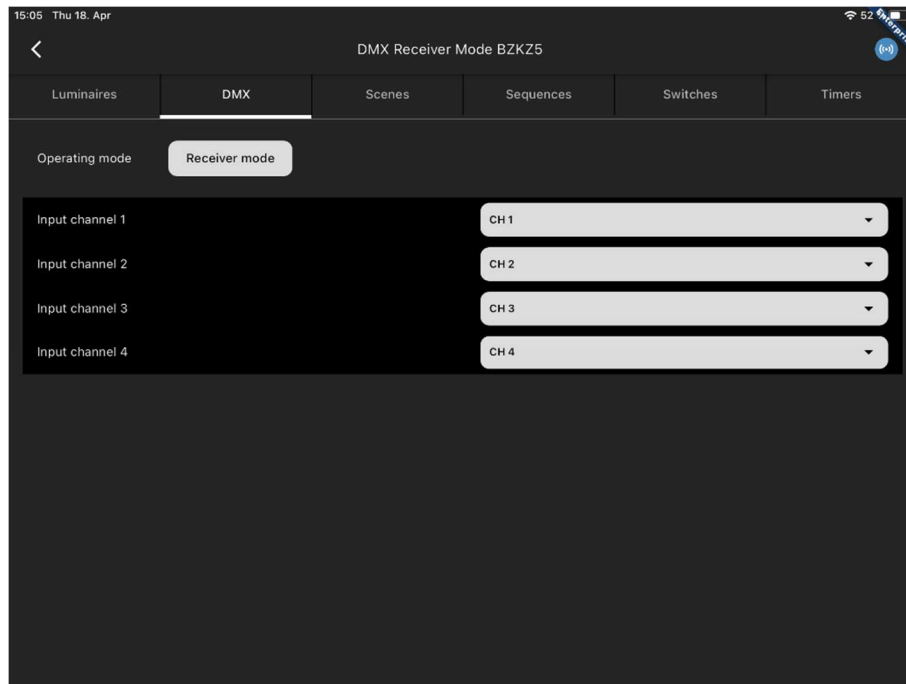 15:05 Thu 18. Apr 52
DMX Receiver Mode BZKZ5
Luminaires DMX Scenes Sequences Switches Timers
Operating mode Receiver mode
Input channel 1 CH 1
Input channel 2 CH 2
Input channel 3 CH 3
Input channel 4 CH 4